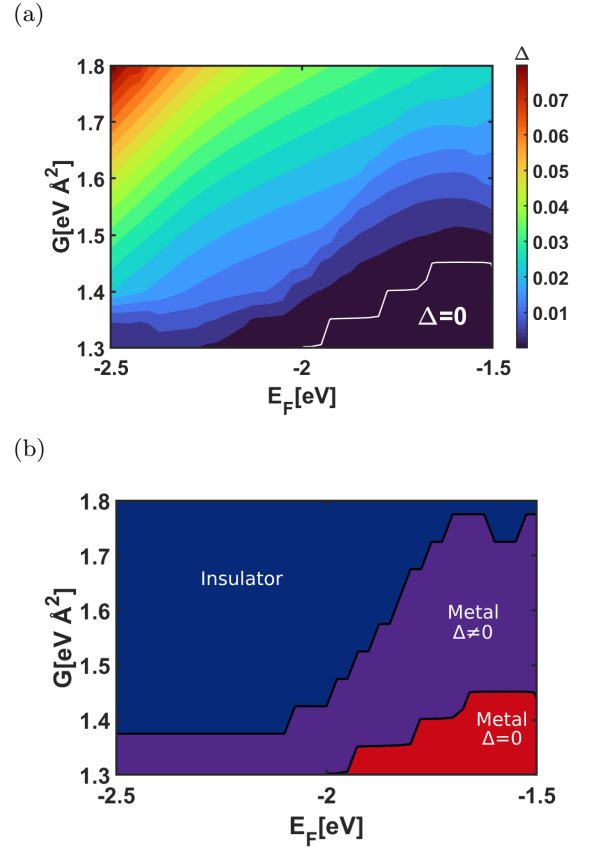 (a)
Δ
1.8
1.7
1.6
1.5
1.4
1.3
G[eV Å²]
0.07
0.06
0.05
0.04
0.03
0.02
0.01
Δ=0
-2.5
-2
-1.5
E_F[eV]
(b)
1.8
1.7
1.6
1.5
1.4
1.3
G[eV Å²]
Insulator
Metal
Δ≠0
Metal
Δ=0
-2.5
-2
-1.5
E_F[eV]